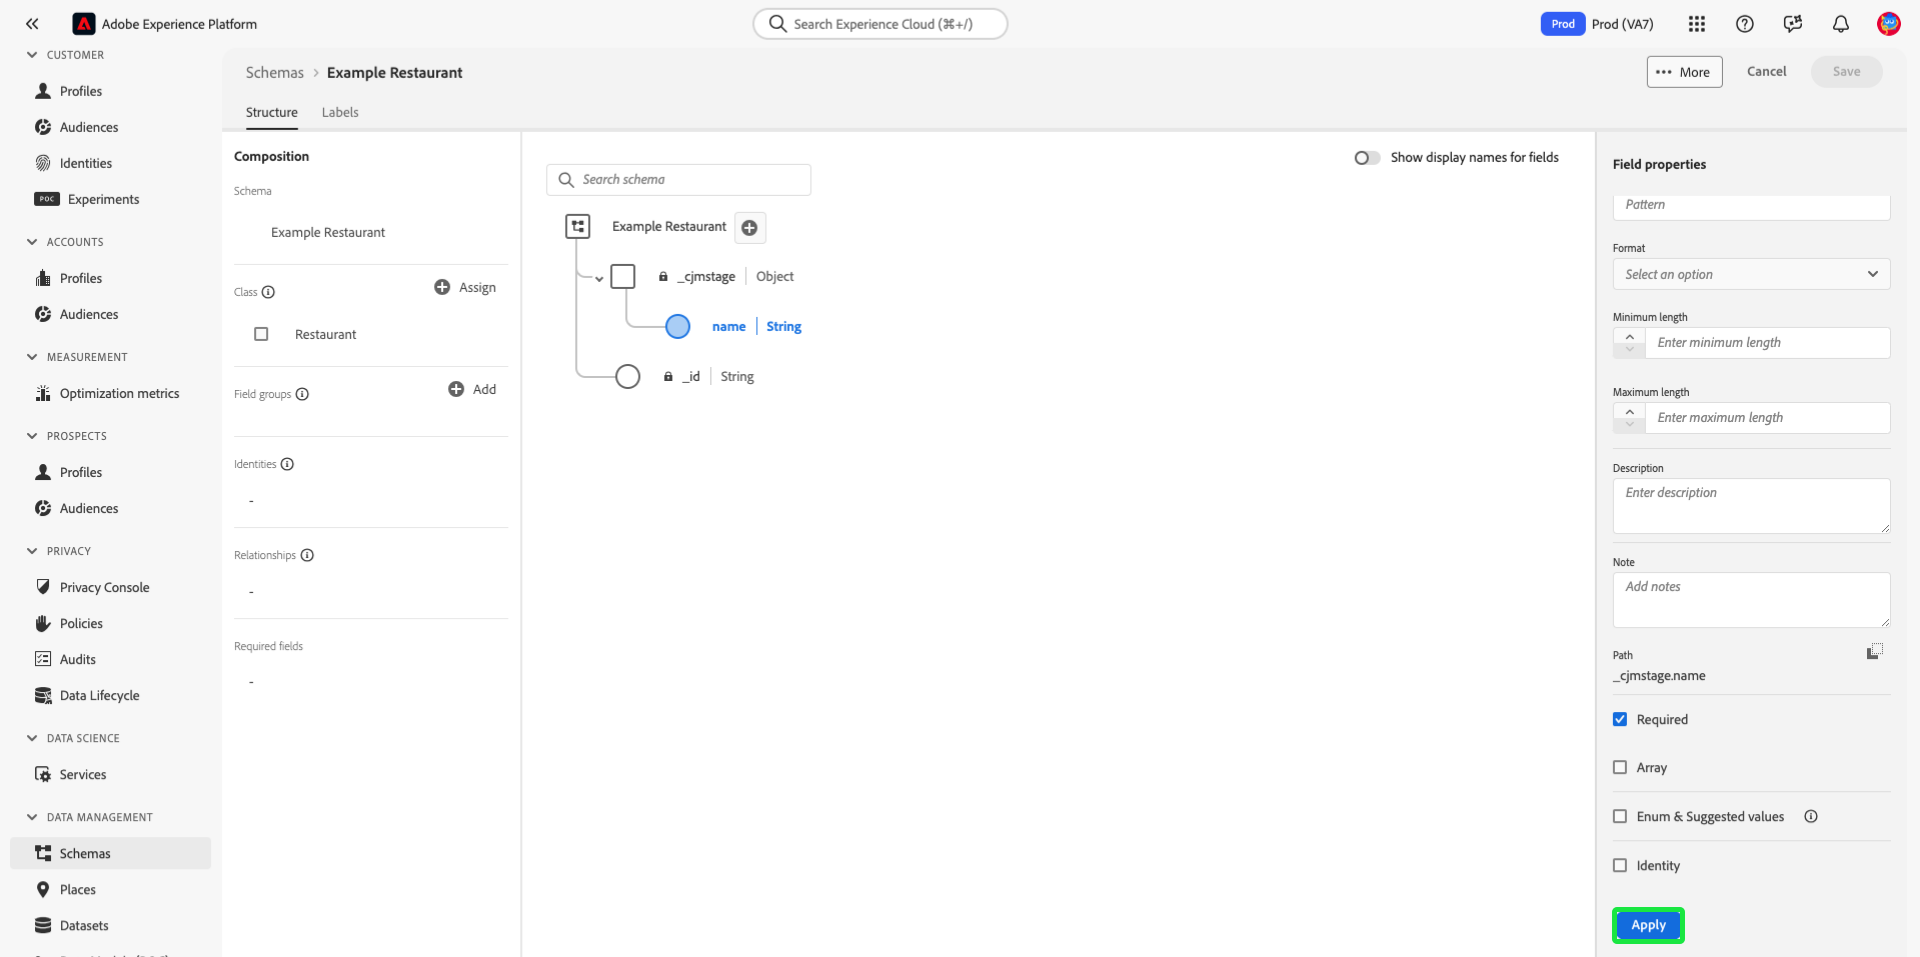 Adobe Experience Platform
Search Experience Cloud (⌘+/)
Prod
Prod (VA7)
CUSTOMER
Profiles
Audiences
Identities
POC
Experiments
ACCOUNTS
Profiles
Audiences
MEASUREMENT
Optimization metrics
PROSPECTS
Profiles
Audiences
PRIVACY
Privacy Console
Policies
Audits
Data Lifecycle
DATA SCIENCE
Services
DATA MANAGEMENT
Schemas
Places
Datasets
Schemas > Example Restaurant
More
Cancel
Save
Structure
Labels
Composition
Schema
Example Restaurant
Class
Assign
Restaurant
Field groups
Add
Identities
-
Relationships
-
Required fields
-
Search schema
Show display names for fields
Example Restaurant
_cjmstage | Object
name | String
_id | String
Field properties
Pattern
Format
Select an option
Minimum length
Enter minimum length
Maximum length
Enter maximum length
Description
Enter description
Note
Add notes
Path
_cjmstage.name
Required
Array
Enum & Suggested values
Identity
Apply